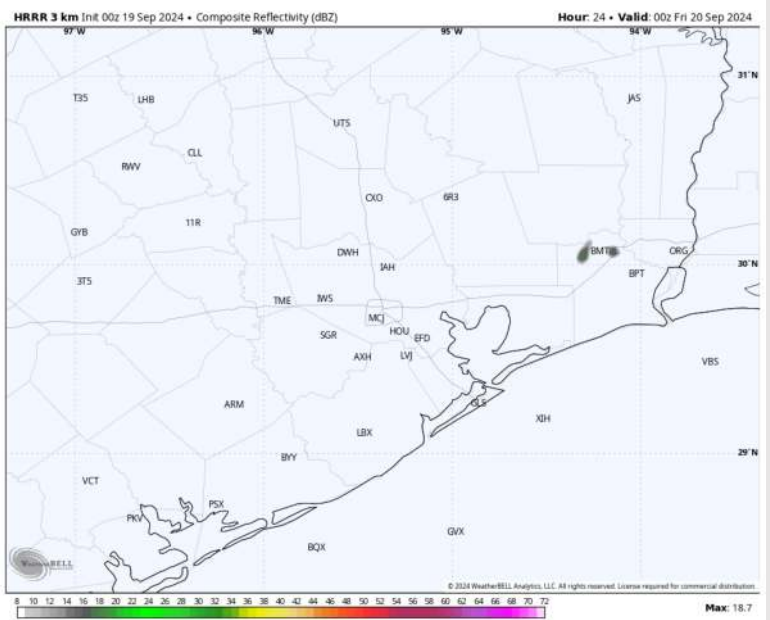 HRRR 3 km Init 00z 19 Sep 2024 • Composite Reflectivity (dBZ) Hour: 24 • Valid: 00z Fri 20 Sep 2024
97°W 96°W 95°W 94°W
31°N
T35 LHB JAS
UTS
CLL
RWV
CXO 6R3
11R
GYB
DWH BMT ORG
30°N
IAH
BPT
3T5
TME IWS
MCJ
HOU
SGR EFD
AXH LVJ
VBS
ARM GLS
XIH
LBX
29°N
BYY
VCT
PSX
PKV
GVX
BQX
WeatherBELL
© 2024 WeatherBELL Analytics, LLC. All rights reserved. License required for commercial distribution.
8 10 12 14 16 18 20 22 24 26 28 30 32 34 36 38 40 42 44 46 48 50 52 54 56 58 60 62 64 66 68 70 72
Max: 18.7